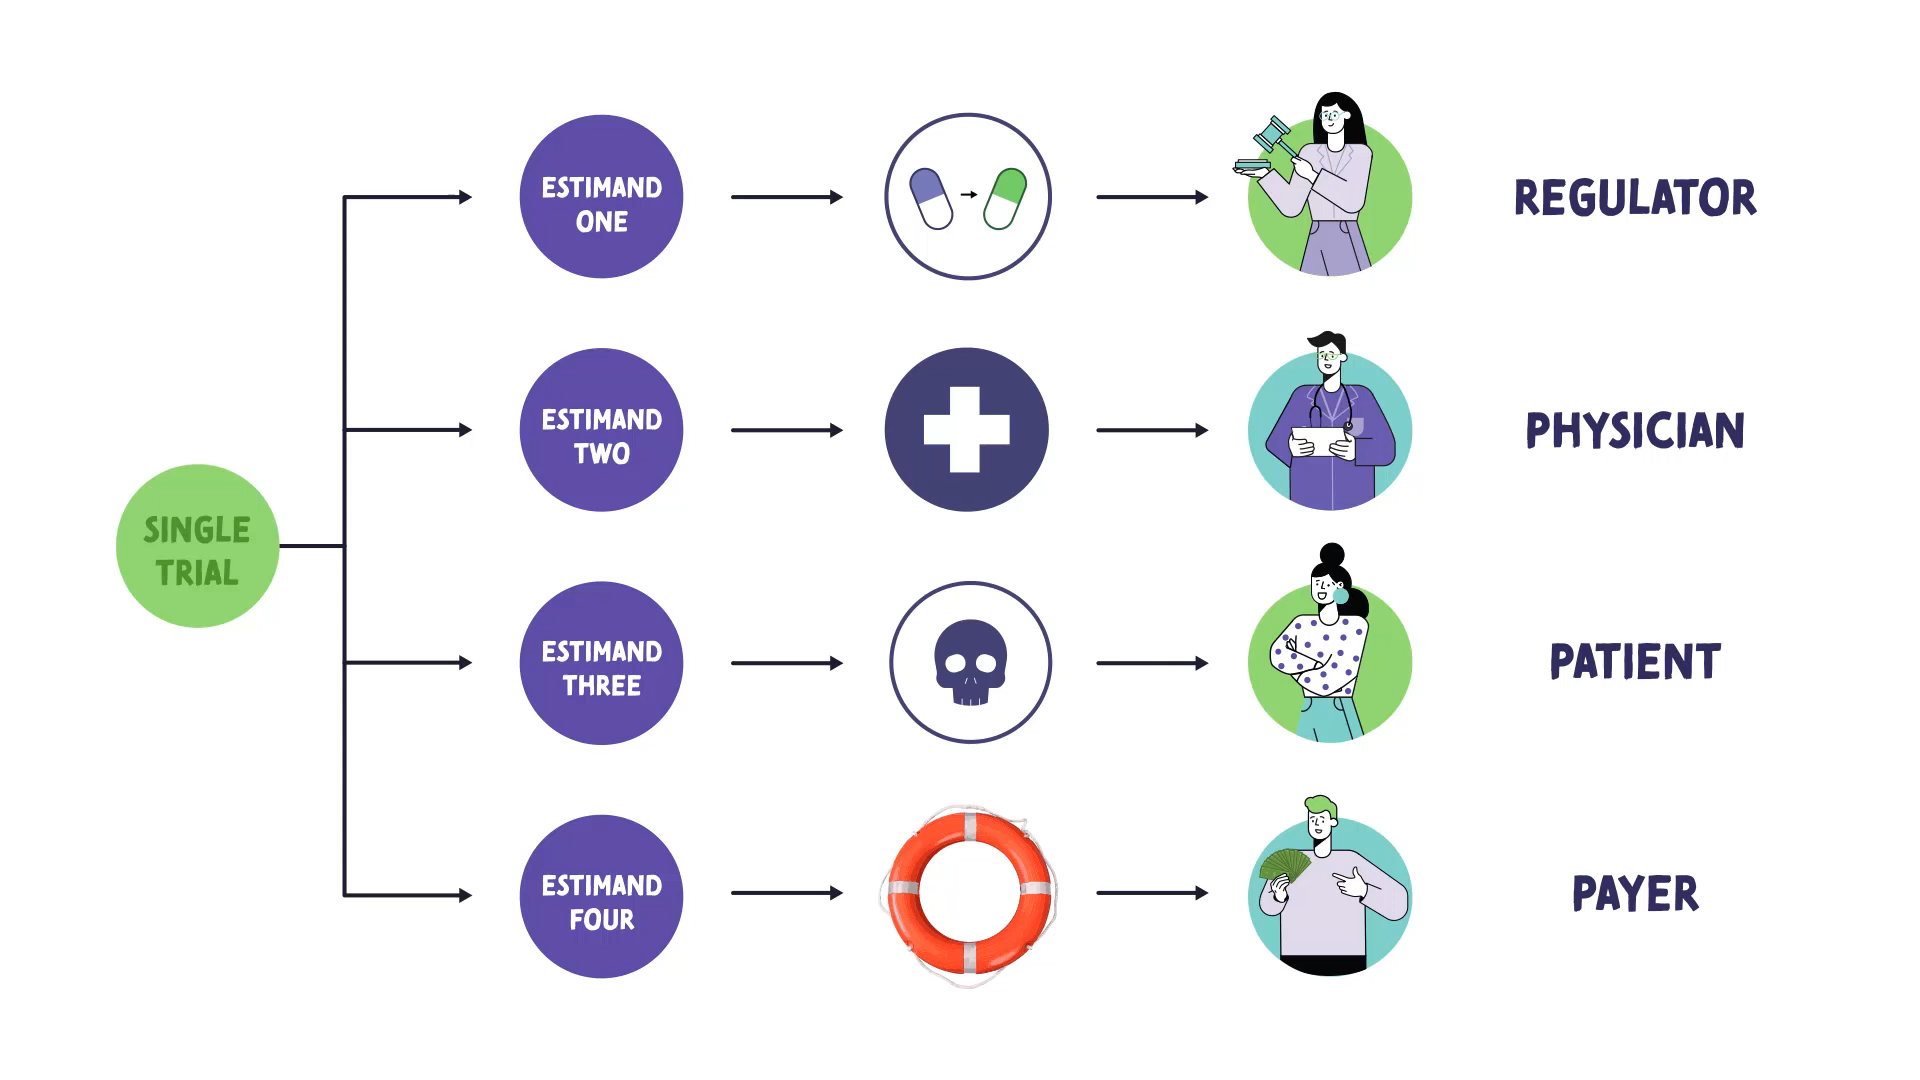 SINGLE
TRIAL
ESTIMAND
ONE
REGULATOR
ESTIMAND
TWO
PHYSICIAN
ESTIMAND
THREE
PATIENT
ESTIMAND
FOUR
PAYER